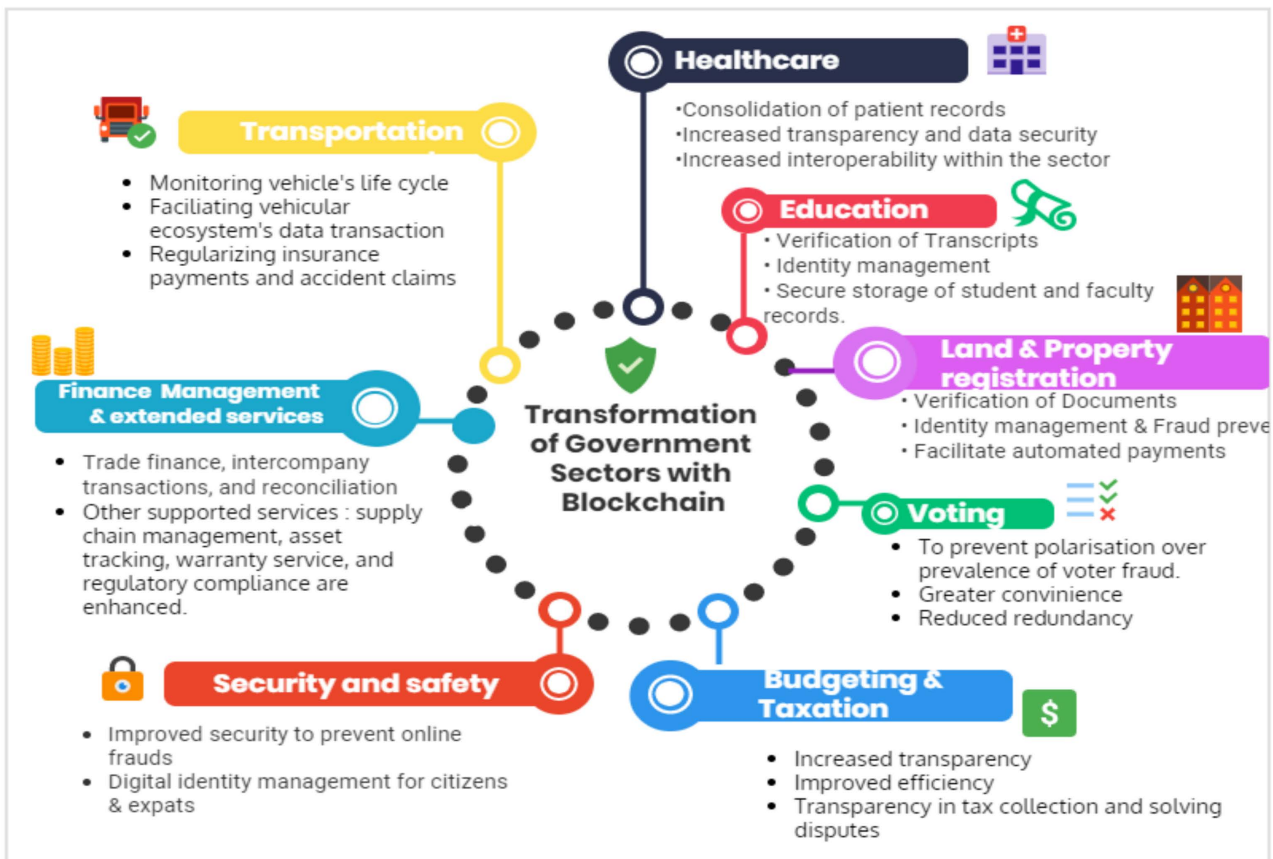 Healthcare
•Consolidation of patient records
•Increased transparency and data security
•Increased interoperability within the sector
Transportation
• Monitoring vehicle's life cycle
• Faciliating vehicular
ecosystem's data transaction
• Regularizing insurance
payments and accident claims
Education
• Verification of Transcripts
• Identity management
• Secure storage of student and faculty
records.
Land & Property
registration
• Verification of Documents
• Identity management & Fraud preve
• Facilitate automated payments
Finance Management
& extended services
• Trade finance, intercompany
transactions, and reconciliation
• Other supported services : supply
chain management, asset
tracking, warranty service, and
regulatory compliance are
enhanced.
Transformation
of Government
Sectors with
Blockchain
Voting
• To prevent polarisation over
prevalence of voter fraud.
• Greater convinience
• Reduced redundancy
Security and safety
• Improved security to prevent online
frauds
• Digital identity management for citizens
& expats
Budgeting &
Taxation
$
• Increased transparency
• Improved efficiency
• Transparency in tax collection and solving
disputes